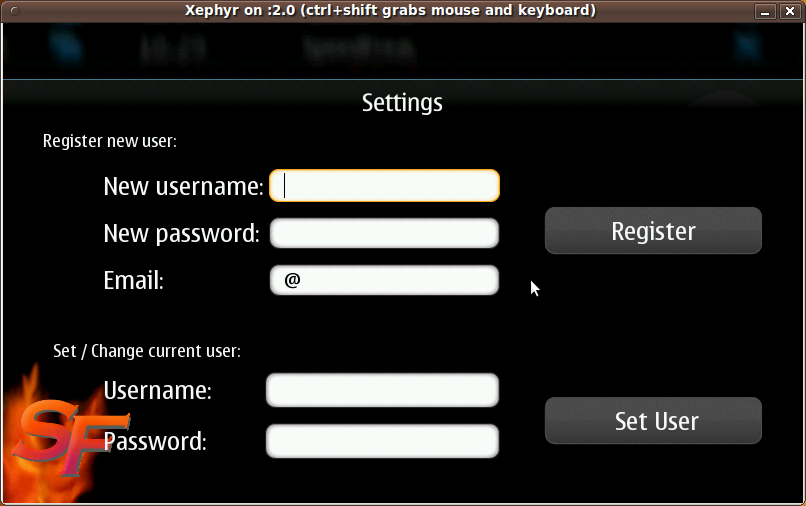 Xephyr on :2.0 (ctrl+shift grabs mouse and keyboard)
Settings
Register new user:
New username:
New password:
Register
Email: @
Set / Change current user:
Username:
Set User
Password:
SF